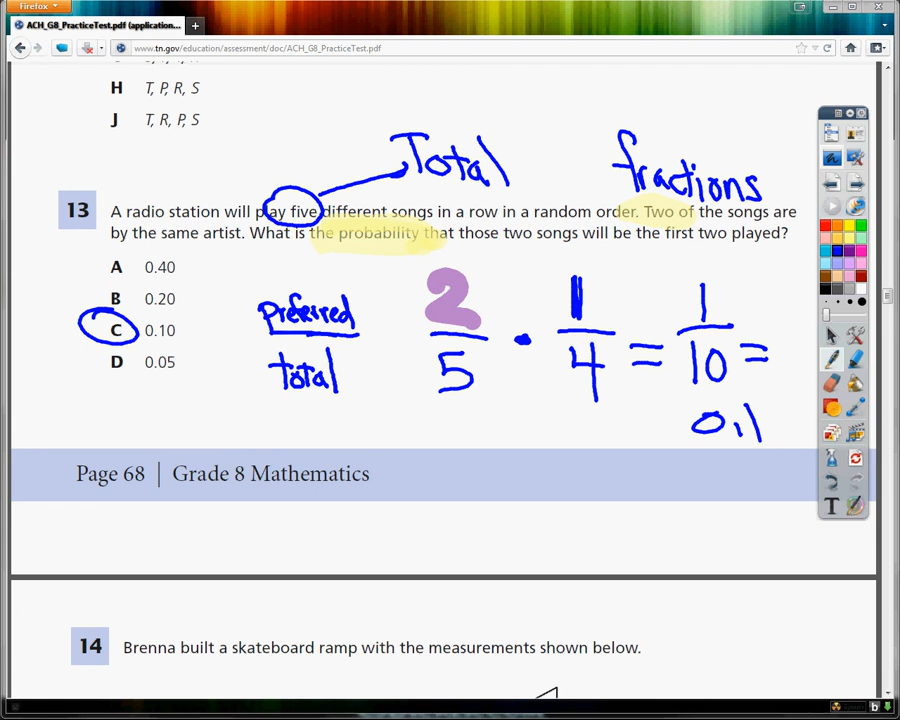 Firefox
ACH_G8_PracticeTest.pdf (application...
www.tn.gov/education/assessment/doc/ACH_G8_PracticeTest.pdf
H T, P, R, S
J T, R, P, S
Total
fractions
13 A radio station will play five different songs in a row in a random order. Two of the songs are
by the same artist. What is the probability that those two songs will be the first two played?
A 0.40
B 0.20
C 0.10
D 0.05
preferred
total
2/5 · 1/4 = 1/10 =
0.1
Page 68 | Grade 8 Mathematics
14 Brenna built a skateboard ramp with the measurements shown below.